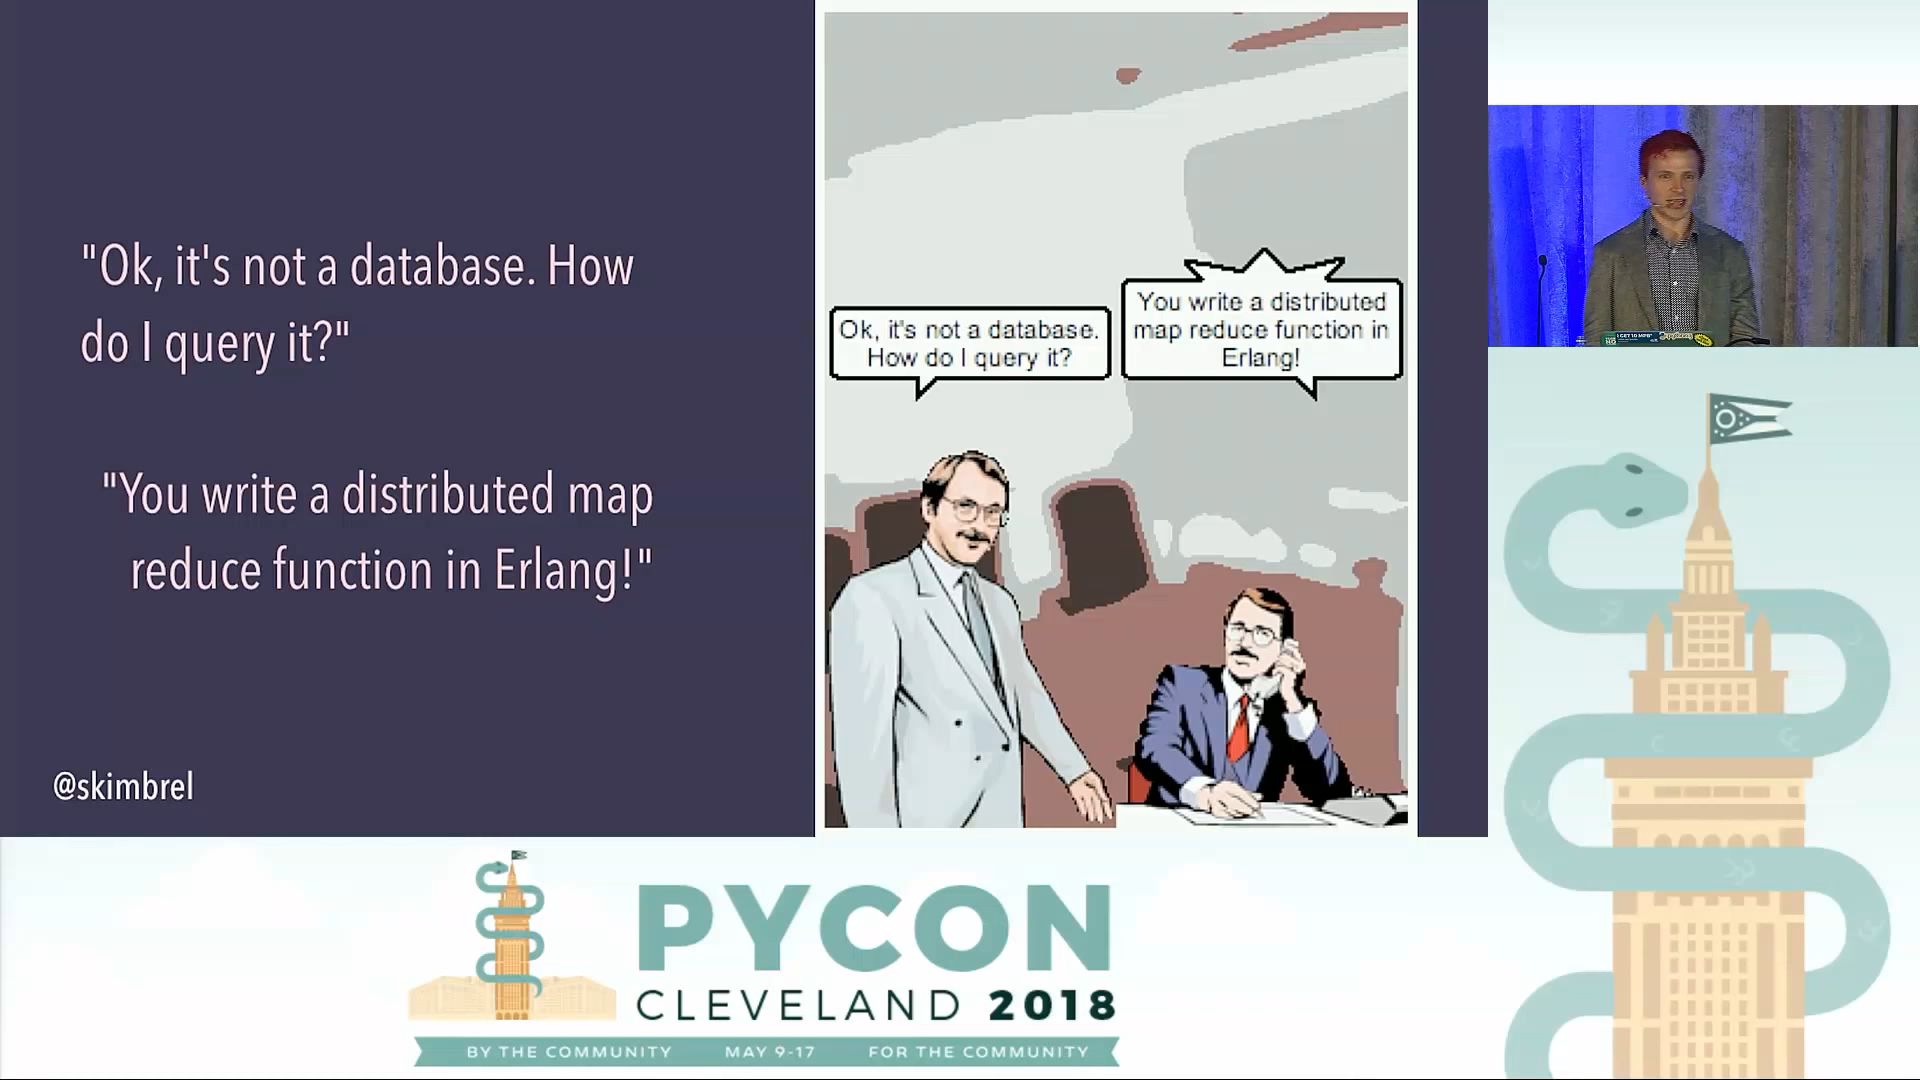 "Ok, it's not a database. How
do I query it?"
"You write a distributed map
reduce function in Erlang!"
@skimbrel
Ok, it's not a database.
How do I query it?
You write a distributed
map reduce function in
Erlang!
PYCON
CLEVELAND 2018
BY THE COMMUNITY MAY 9-17 FOR THE COMMUNITY